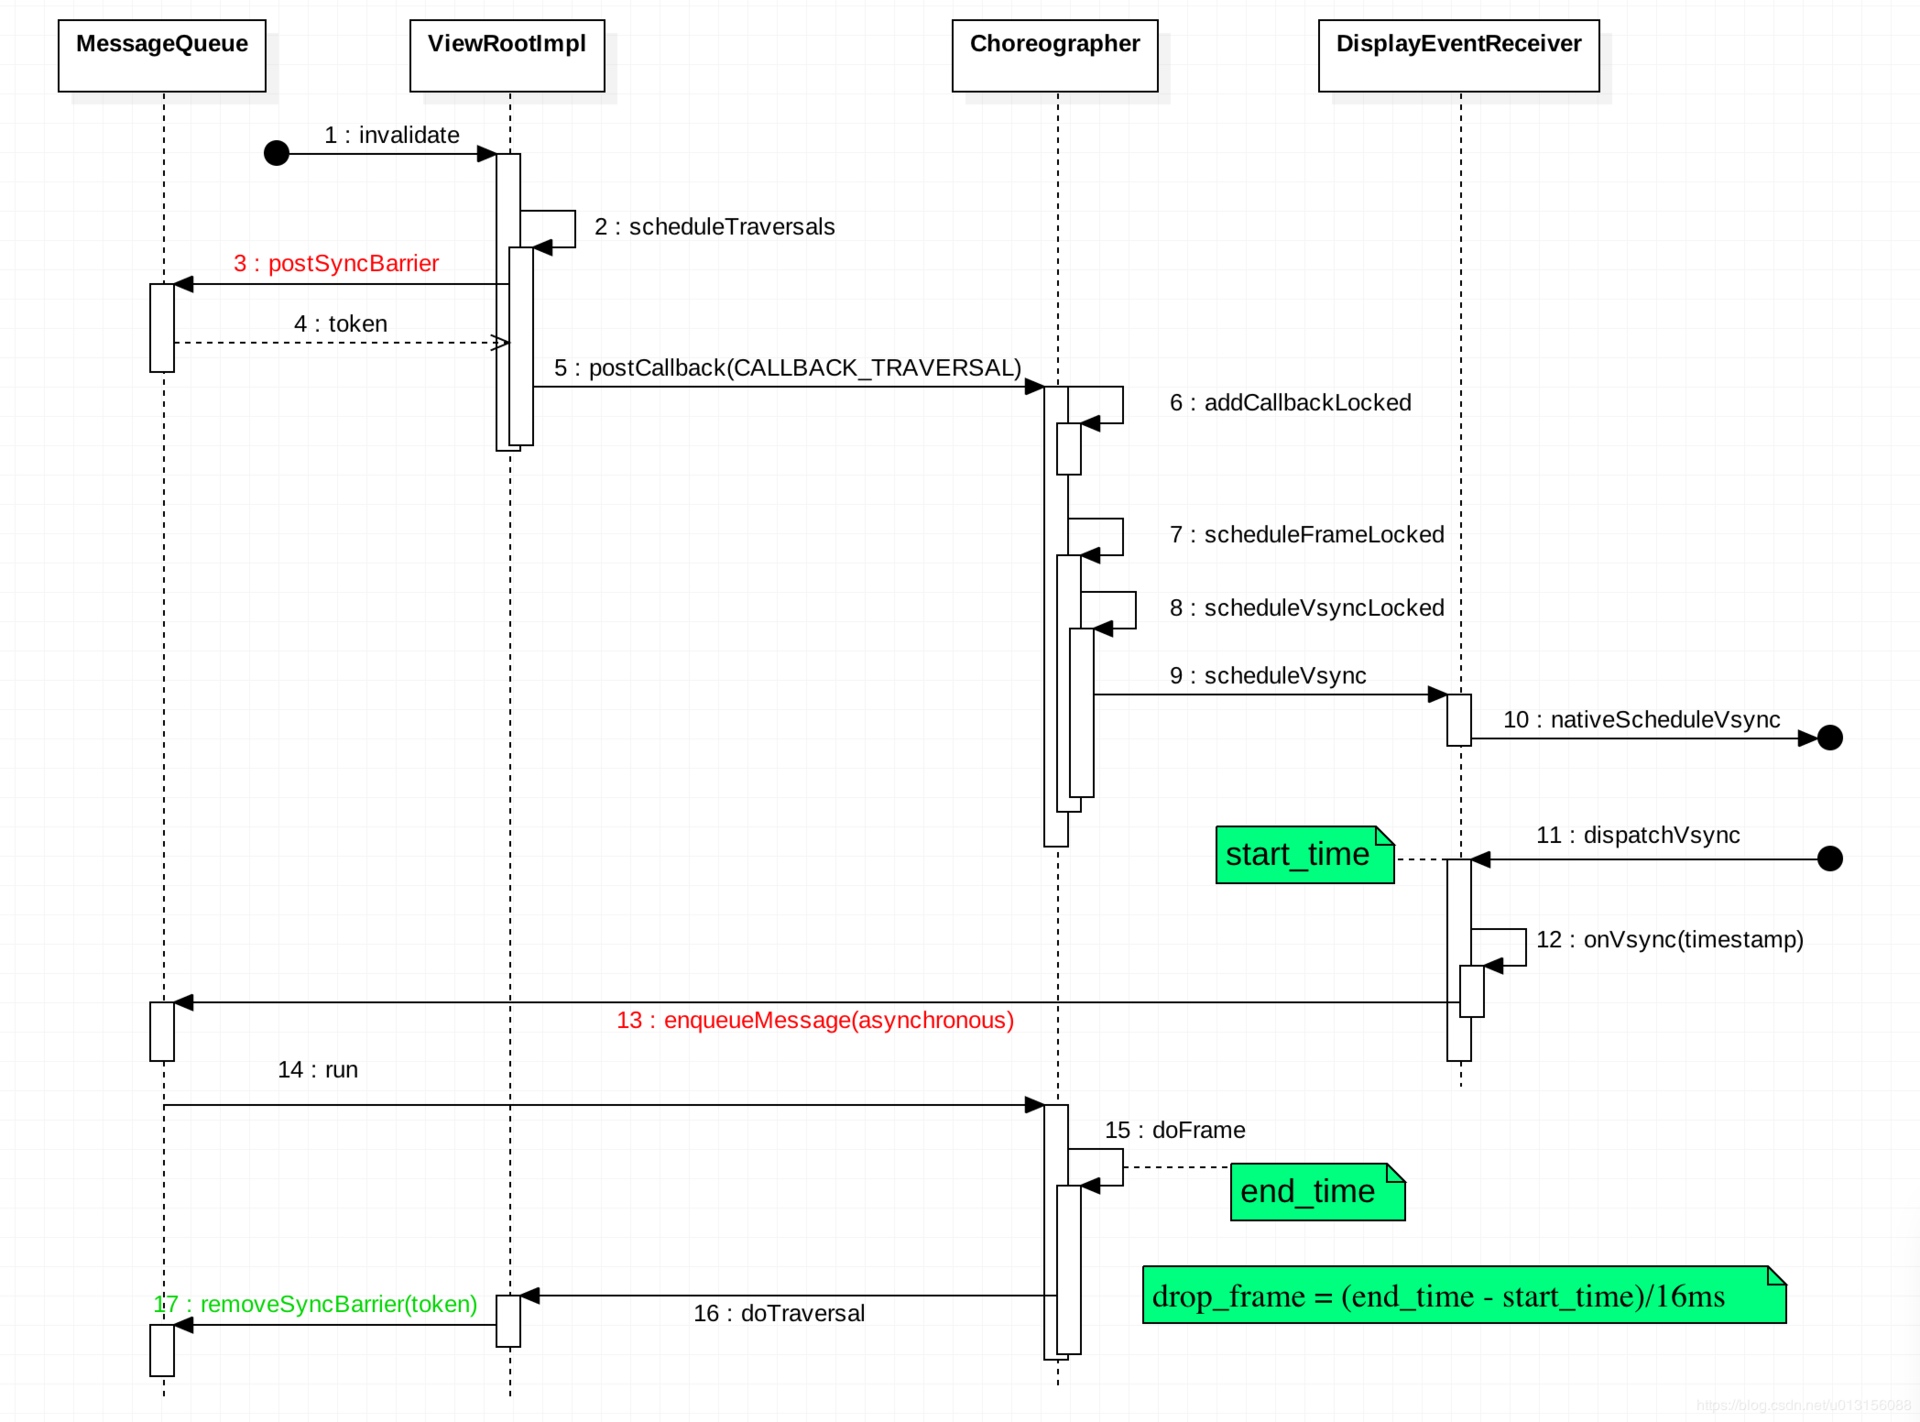 MessageQueue
ViewRootImpl
Choreographer
DisplayEventReceiver
1 : invalidate
2 : scheduleTraversals
3 : postSyncBarrier
4 : token
5 : postCallback(CALLBACK_TRAVERSAL)
6 : addCallbackLocked
7 : scheduleFrameLocked
8 : scheduleVsyncLocked
9 : scheduleVsync
10 : nativeScheduleVsync
11 : dispatchVsync
start_time
12 : onVsync(timestamp)
13 : enqueueMessage(asynchronous)
14 : run
15 : doFrame
end_time
16 : doTraversal
17 : removeSyncBarrier(token)
drop_frame = (end_time - start_time)/16ms
https://blog.csdn.net/u013156088